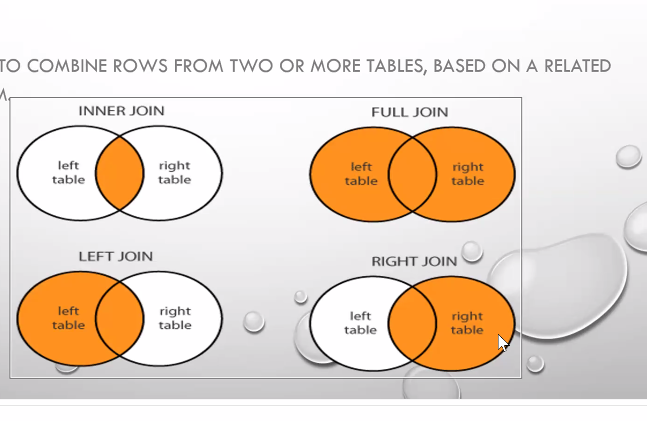 TO COMBINE ROWS FROM TWO OR MORE TABLES, BASED ON A RELATED
INNER JOIN
left
table
right
table
FULL JOIN
left
table
right
table
LEFT JOIN
left
table
right
table
RIGHT JOIN
left
table
right
table